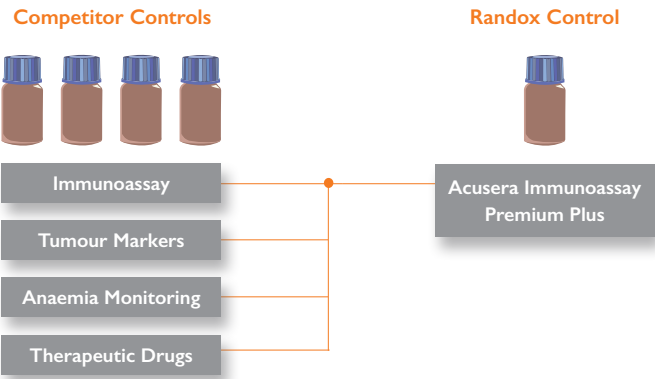 Competitor Controls
Randox Control
Immunoassay
Acusera Immunoassay
Premium Plus
Tumour Markers
Anaemia Monitoring
Therapeutic Drugs